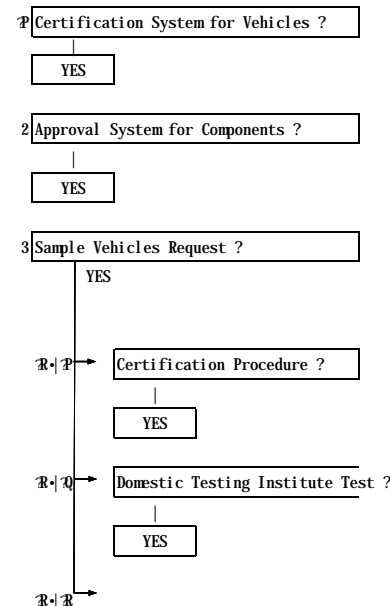 Certification System for Vehicles ?
YES
2 Approval System for Components ?
YES
3 Sample Vehicles Request ?
YES
Certification Procedure ?
YES
Domestic Testing Institute Test ?
YES